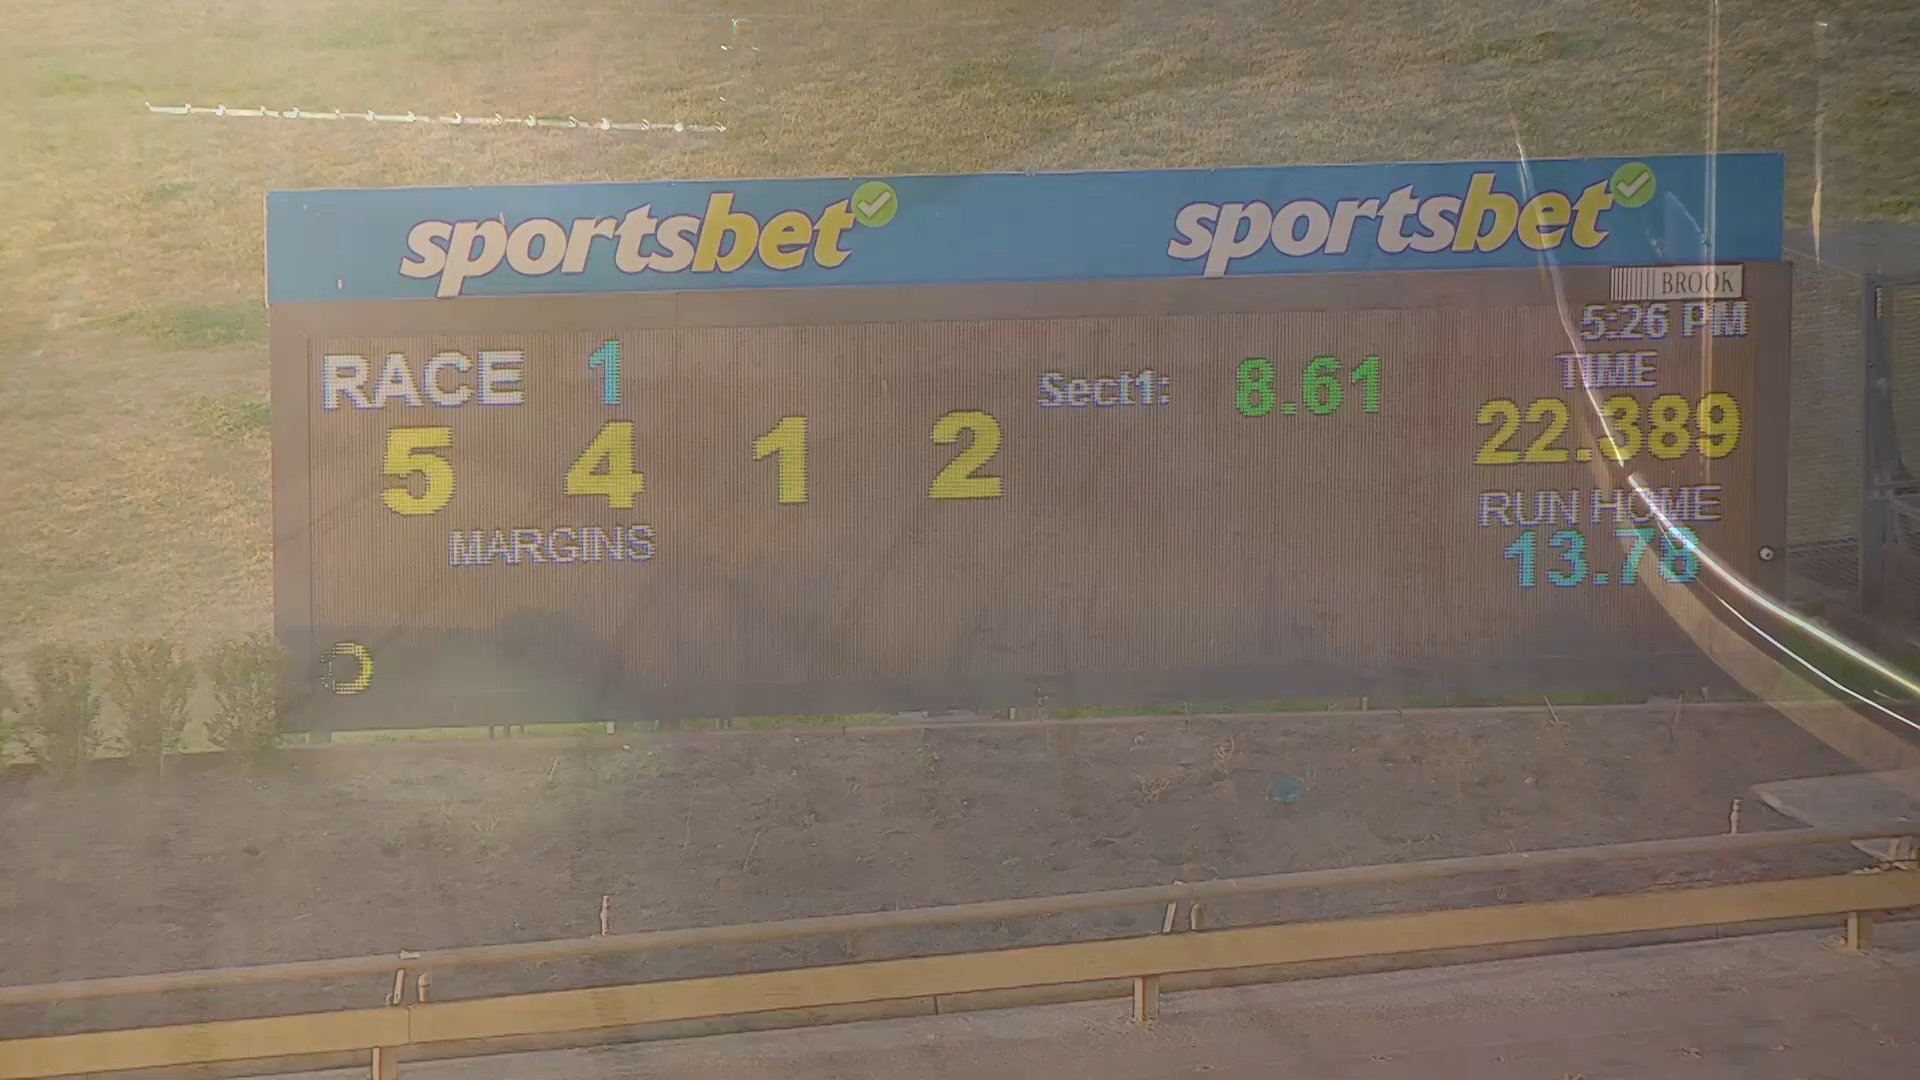 sportsbet sportsbet
BROOK
5:26 PM
RACE 1 Sect1: 8.61 TIME
5 4 1 2 22.389
MARGINS RUN HOME
13.78